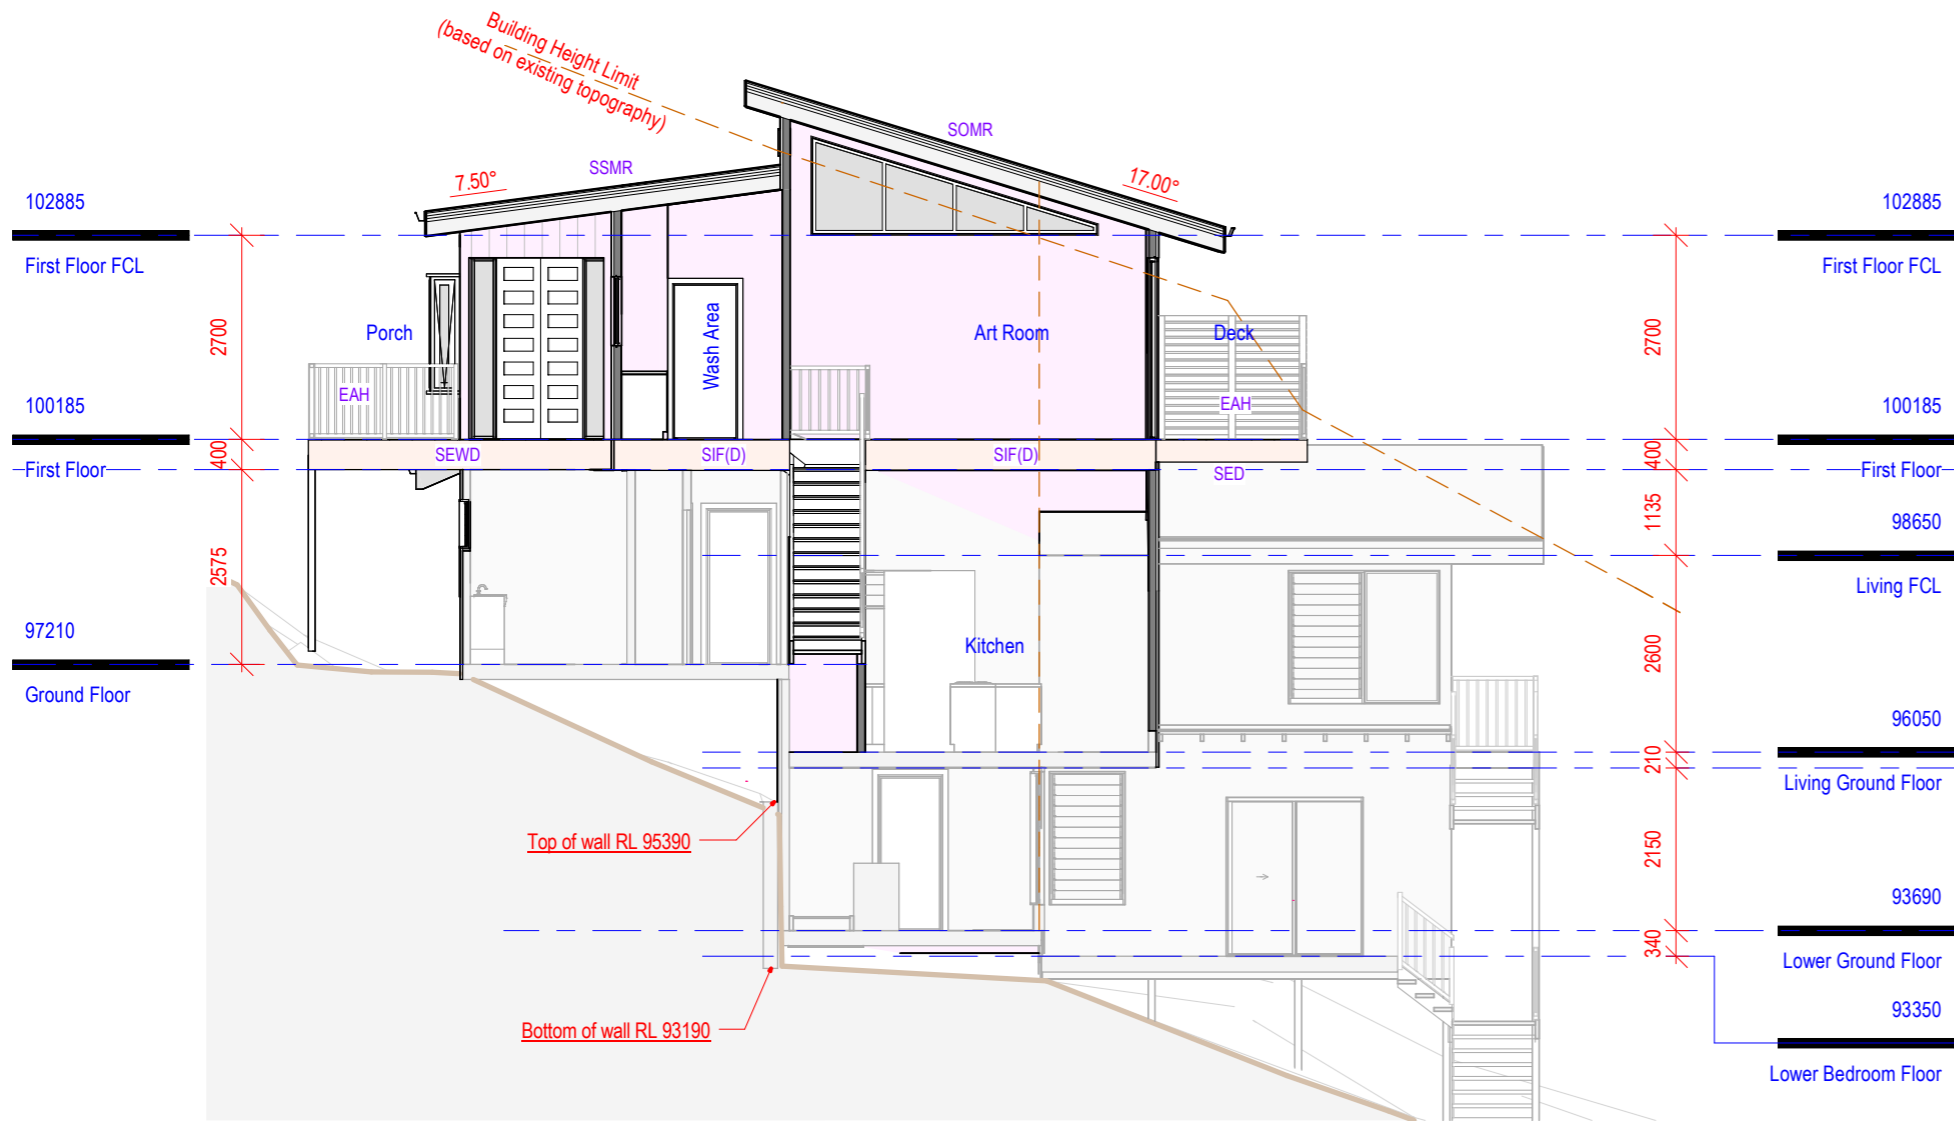 Building Height Limit
(based on existing topography)
SOMR
SSMR
7.50°
17.00°
102885
First Floor FCL
102885
First Floor FCL
2700
2700
Porch
Wash Area
Art Room
Deck
EAH
EAH
100185
First Floor
100185
First Floor
400
400
SEWD
SIF(D)
SIF(D)
SED
1135
98650
Living FCL
2575
2600
97210
Ground Floor
Kitchen
96050
Living Ground Floor
210
Top of wall RL 95390
2150
93690
Lower Ground Floor
340
Bottom of wall RL 93190
93350
Lower Bedroom Floor